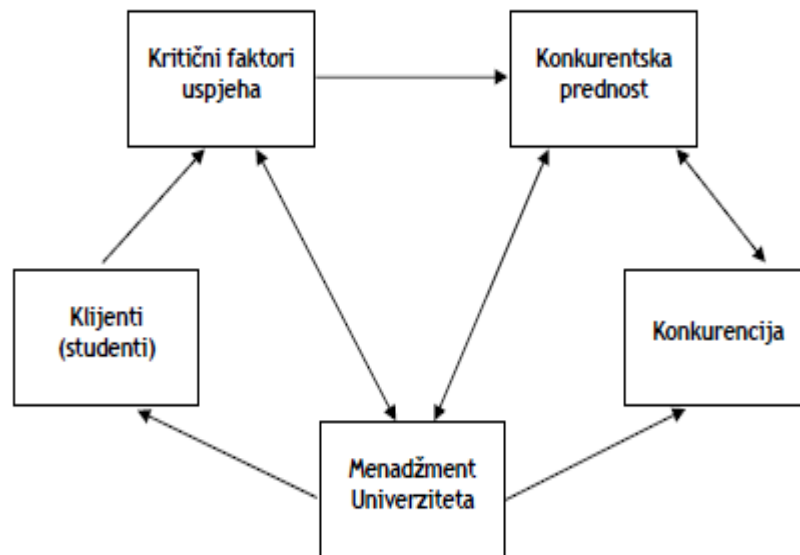 Kritični faktori
uspjeha
Konkurentska
prednost
Klijenti
(studenti)
Konkurencija
Menadžment
Univerziteta